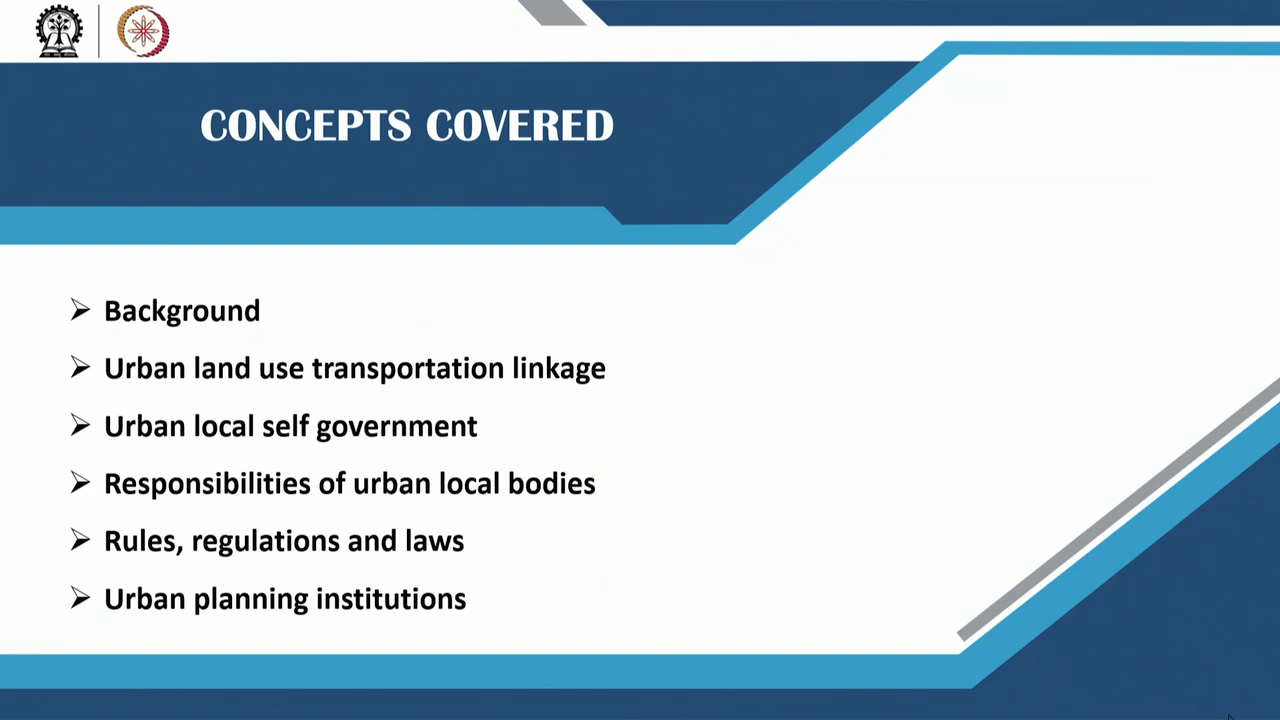 CONCEPTS COVERED
➢ Background
➢ Urban land use transportation linkage
➢ Urban local self government
➢ Responsibilities of urban local bodies
➢ Rules, regulations and laws
➢ Urban planning institutions